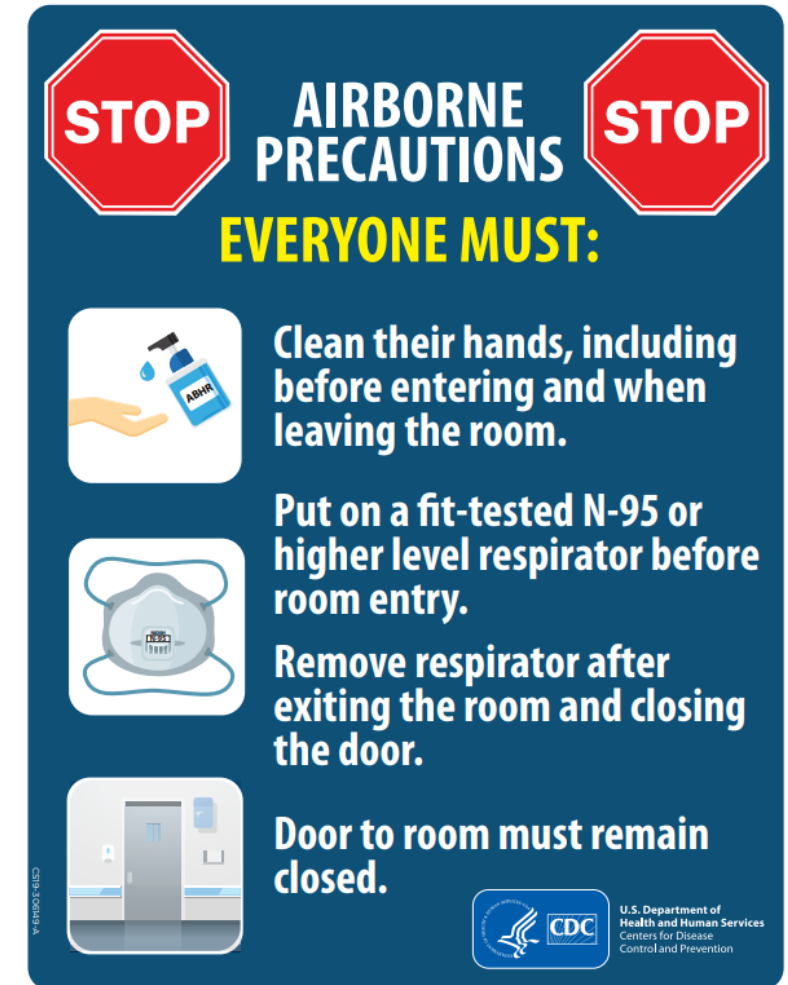 STOP
AIRBORNE
PRECAUTIONS
STOP
EVERYONE MUST:
ABHR
Clean their hands, including
before entering and when
leaving the room.
Put on a fit-tested N-95 or
higher level respirator before
room entry.
N-95
Remove respirator after
exiting the room and closing
the door.
Door to room must remain
closed.
CDC
U.S. Department of
Health and Human Services
Centers for Disease
Control and Prevention